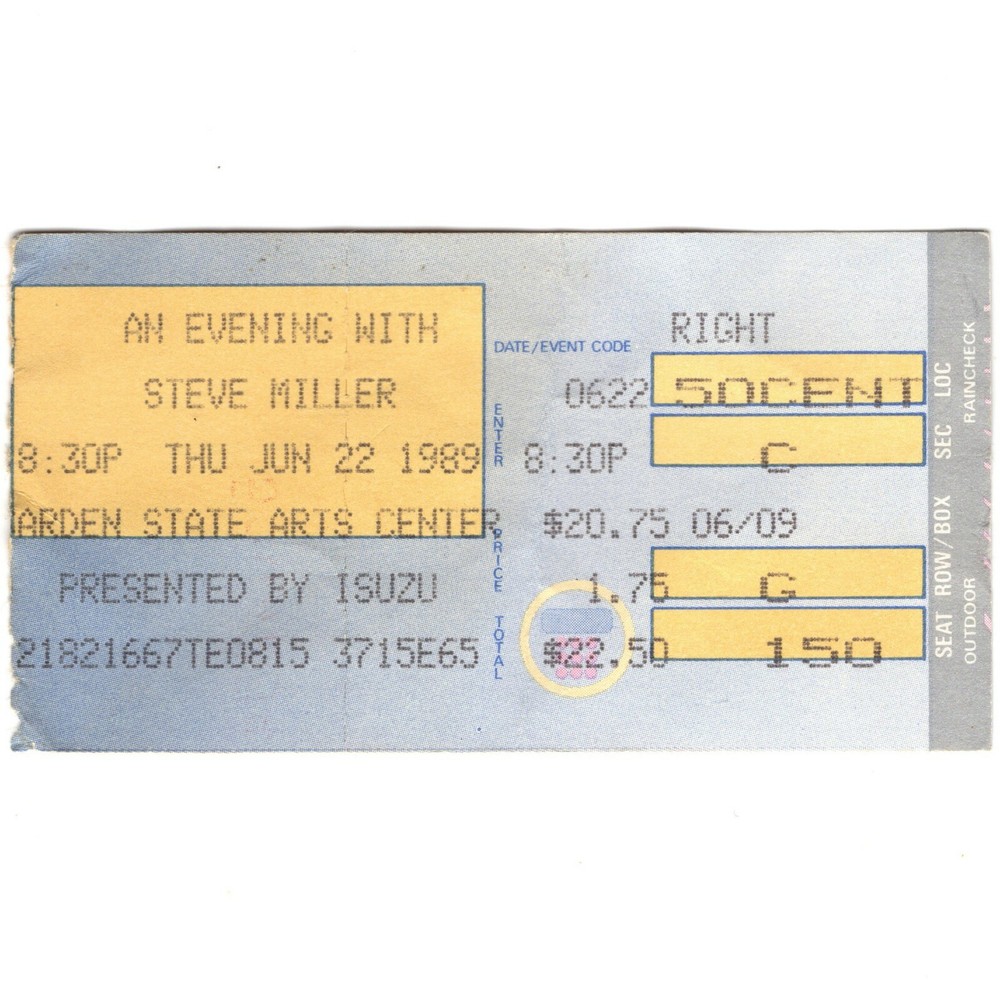 AN EVENING WITH
STEVE MILLER
8:30P THU JUN 22 1989
ARDEN STATE ARTS CENTER
PRESENTED BY ISUZU
21821667TE0815 3715E65
DATE/EVENT CODE
ENTER
PRICE
TOTAL
RIGHT
0622 50CENT
8:30P C
$20.75 06/09
1.75 G
$22.50 150
SEAT ROW/BOX SEC LOC
OUTDOOR RAINCHECK